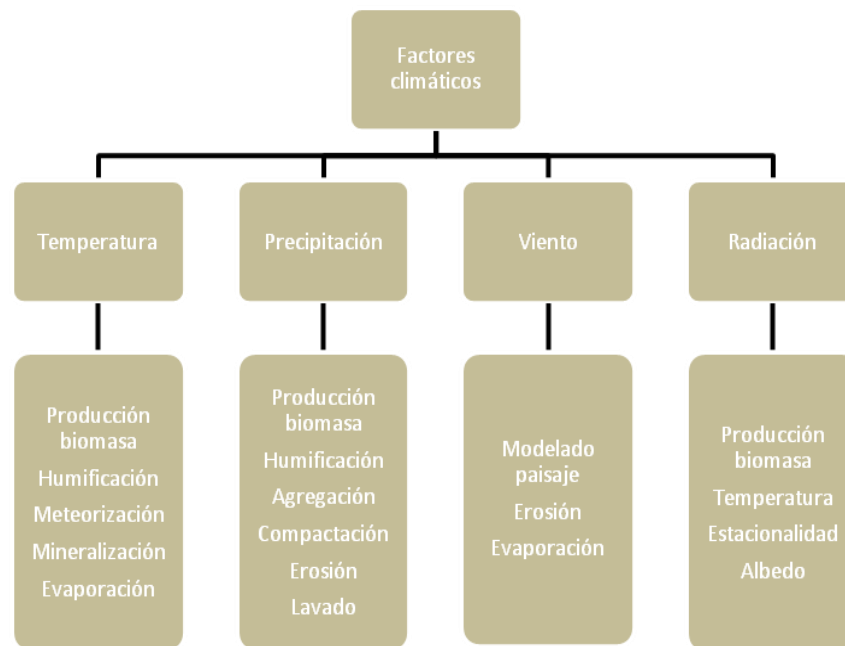 Factores
climáticos
Temperatura
Precipitación
Viento
Radiación
Producción
biomasa
Humificación
Meteorización
Mineralización
Evaporación
Producción
biomasa
Humificación
Agregación
Compactación
Erosión
Lavado
Modelado
paisaje
Erosión
Evaporación
Producción
biomasa
Temperatura
Estacionalidad
Albedo